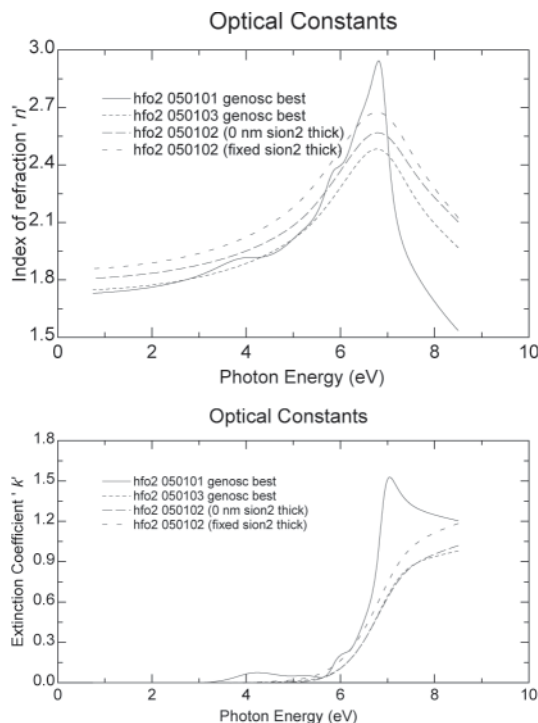 Optical Constants
3.0
2.7
2.4
2.1
1.8
1.5
Index of refraction ' n'
hfo2 050101 genosc best
hfo2 050103 genosc best
hfo2 050102 (0 nm sion2 thick)
hfo2 050102 (fixed sion2 thick)
0 2 4 6 8 10
Photon Energy (eV)
Optical Constants
1.8
1.5
1.2
0.9
0.6
0.3
0.0
Extinction Coefficient ' k'
hfo2 050101 genosc best
hfo2 050103 genosc best
hfo2 050102 (0 nm sion2 thick)
hfo2 050102 (fixed sion2 thick)
0 2 4 6 8 10
Photon Energy (eV)